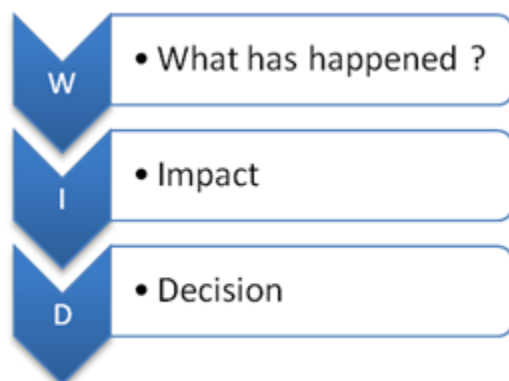 W
• What has happened ?
I
• Impact
D
• Decision